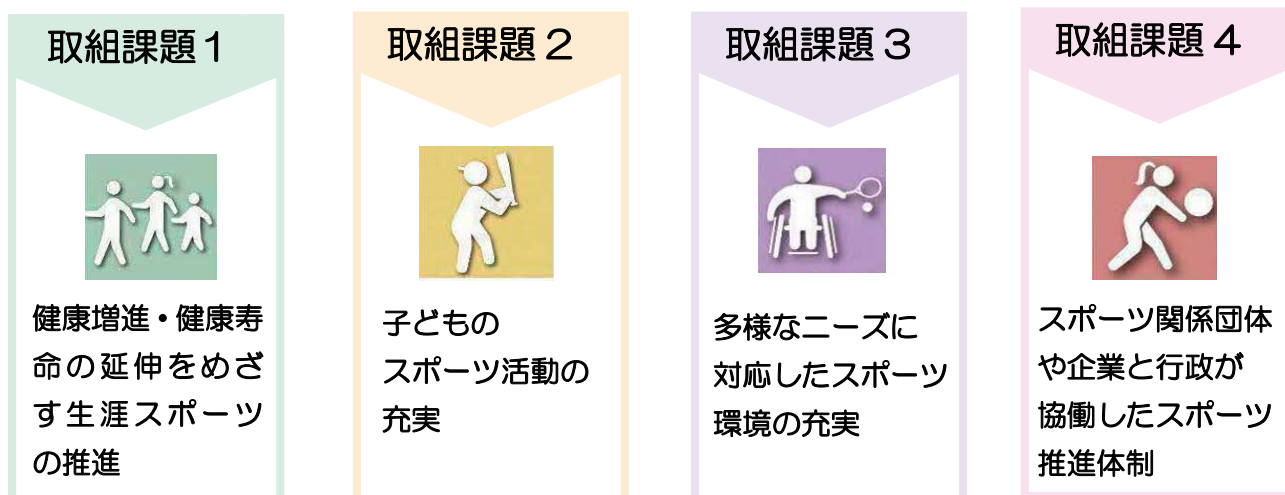 取組課題１
健康増進・健康寿
命の延伸をめざ
す生涯スポーツ
の推進
取組課題２
子どもの
スポーツ活動の
充実
取組課題３
多様なニーズに
対応したスポーツ
環境の充実
取組課題４
スポーツ関係団体
や企業と行政が
協働したスポーツ
推進体制